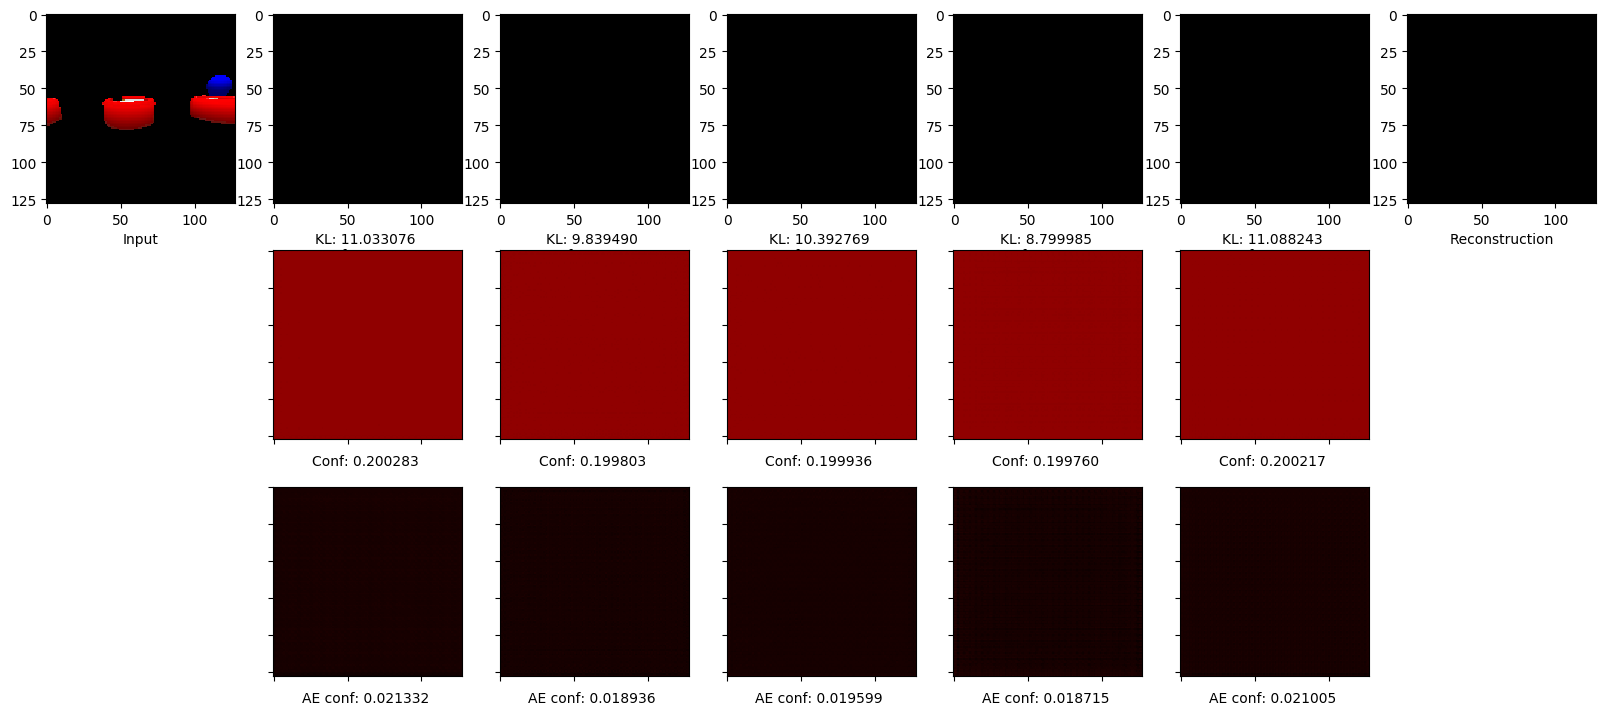 0 0 0 0 0 0 0
25 25 25 25 25 25 25
50 50 50 50 50 50 50
75 75 75 75 75 75 75
100 100 100 100 100 100 100
125 125 125 125 125 125 125
0 50 100 0 50 100 0 50 100 0 50 100 0 50 100 0 50 100 0 50 100
Input KL: 11.033076 KL: 9.839490 KL: 10.392769 KL: 8.799985 KL: 11.088243 Reconstruction
Conf: 0.200283 Conf: 0.199803 Conf: 0.199936 Conf: 0.199760 Conf: 0.200217
AE conf: 0.021332 AE conf: 0.018936 AE conf: 0.019599 AE conf: 0.018715 AE conf: 0.021005